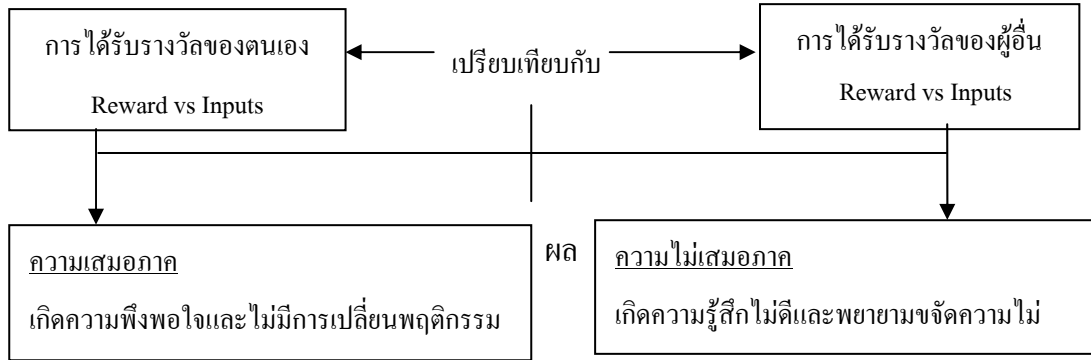 การได้รับรางวัลของตนเอง
Reward vs Inputs
เปรียบเทียบกับ
การได้รับรางวัลของผู้อื่น
Reward vs Inputs
ความเสมอภาค
เกิดความพึงพอใจและไม่มีการเปลี่ยนพฤติกรรม
ผล
ความไม่เสมอภาค
เกิดความรู้สึกไม่ดีและพยายามขจัดความไม่